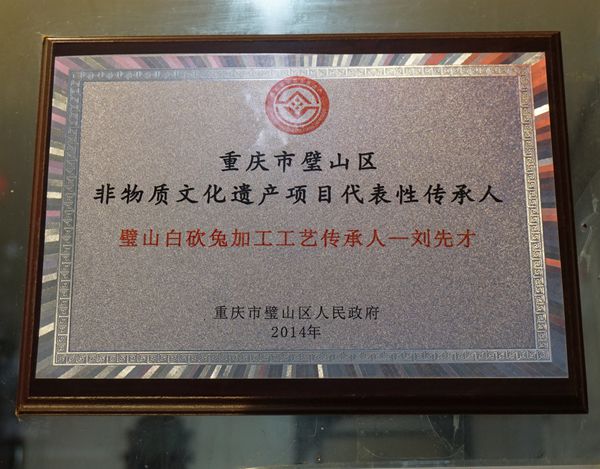 重庆市璧山区
非物质文化遗产项目代表性传承人
璧山白砍兔加工工艺传承人—刘先才
重庆市璧山区人民政府
2014年